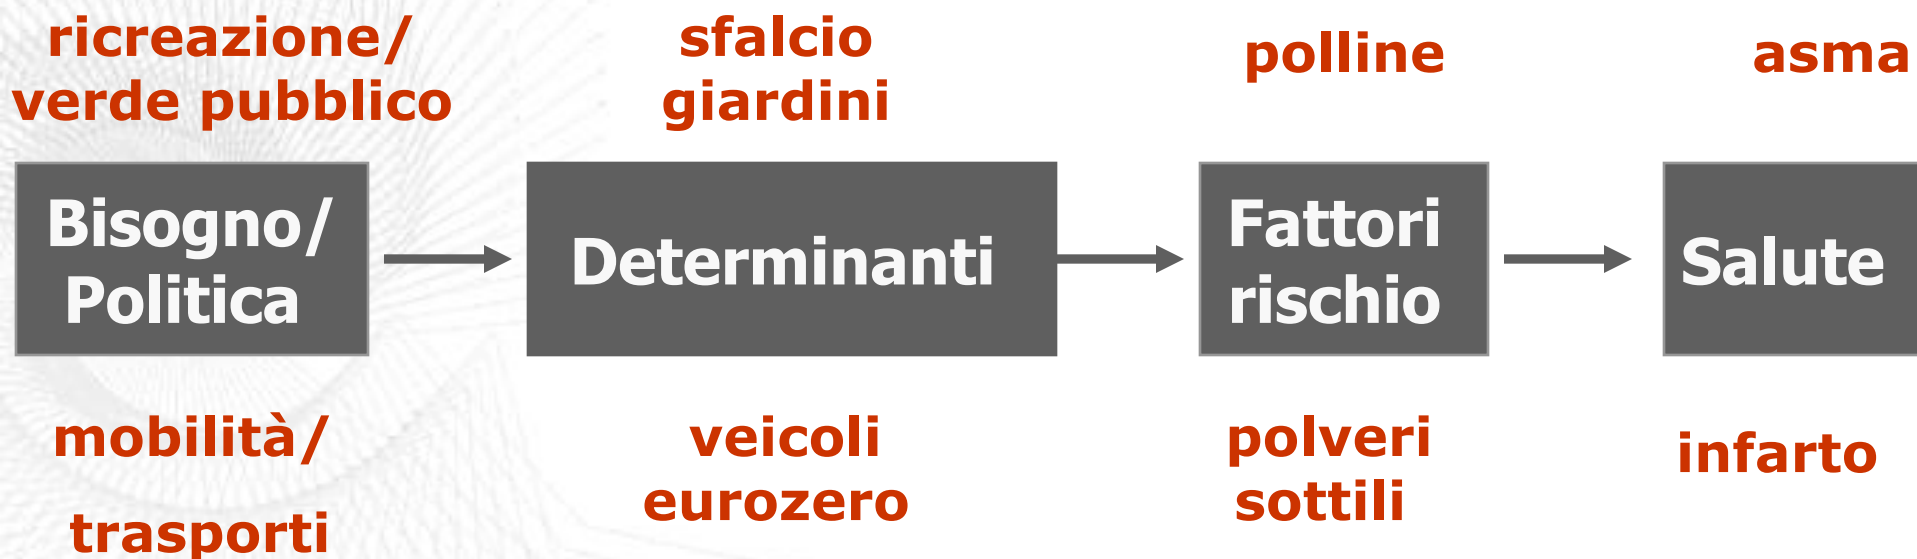 ricreazione/
verde pubblico
sfalcio
giardini
polline
asma
Bisogno/
Politica
Determinanti
Fattori
rischio
Salute
mobilità/
trasporti
veicoli
eurozero
polveri
sottili
infarto